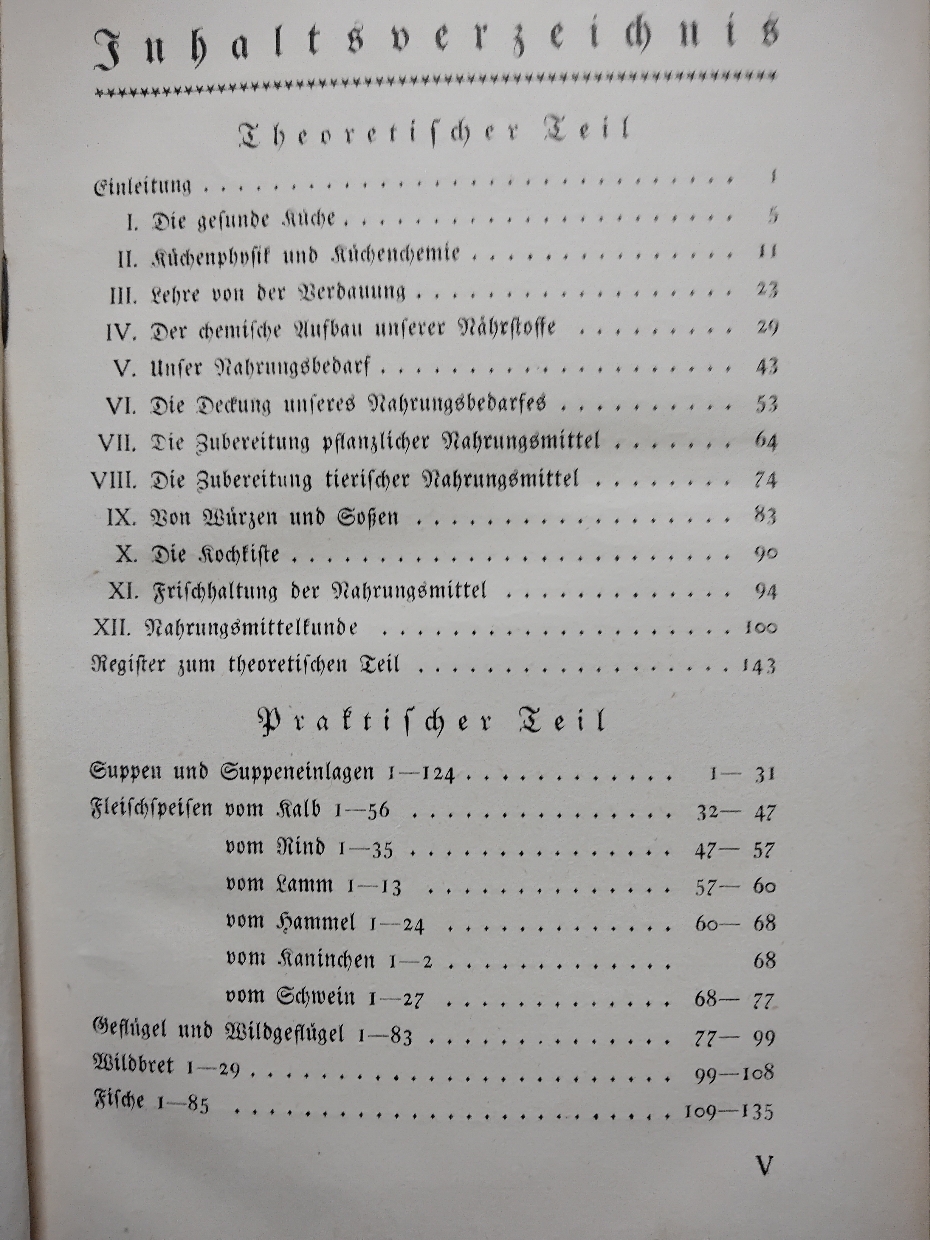 Inhaltsverzeichnis
Theoretischer Teil
Einleitung . . . . . . . . . . . . . . . . . . . . . . . . . . . . 1
I. Die gesunde Küche . . . . . . . . . . . . . . . . . . . . . 5
II. Küchenphysik und Küchenchemie . . . . . . . . . . . . . . 11
III. Lehre von der Verdauung . . . . . . . . . . . . . . . . . 23
IV. Der chemische Aufbau unserer Nährstoffe . . . . . . . . . 29
V. Unser Nahrungsbedarf . . . . . . . . . . . . . . . . . . . 43
VI. Die Deckung unseres Nahrungsbedarfes . . . . . . . . . . 53
VII. Die Zubereitung pflanzlicher Nahrungsmittel . . . . . . . 64
VIII. Die Zubereitung tierischer Nahrungsmittel . . . . . . . . 74
IX. Von Würzen und Soßen . . . . . . . . . . . . . . . . . 83
X. Die Kochkiste . . . . . . . . . . . . . . . . . . . . . . . 90
XI. Frischhaltung der Nahrungsmittel . . . . . . . . . . . . . 94
XII. Nahrungsmittelkunde . . . . . . . . . . . . . . . . . . . 100
Register zum theoretischen Teil . . . . . . . . . . . . . . . . . 143
Praktischer Teil
Suppen und Suppeneinlagen 1—124 . . . . . . . . . . . . 1— 31
Fleischspeisen vom Kalb 1—56 . . . . . . . . . . . . . . 32— 47
vom Rind 1—35 . . . . . . . . . . . . . . 47— 57
vom Lamm 1—13 . . . . . . . . . . . . . 57— 60
vom Hammel 1—24 . . . . . . . . . . . . 60— 68
vom Kaninchen 1—2 . . . . . . . . . . . . 68
vom Schwein 1—27 . . . . . . . . . . . . 68— 77
Geflügel und Wildgeflügel 1—83 . . . . . . . . . . . . . 77— 99
Wildbret 1—29 . . . . . . . . . . . . . . . . . . . . . . . 99—108
Fische 1—85 . . . . . . . . . . . . . . . . . . . . . . . . 109—135
V